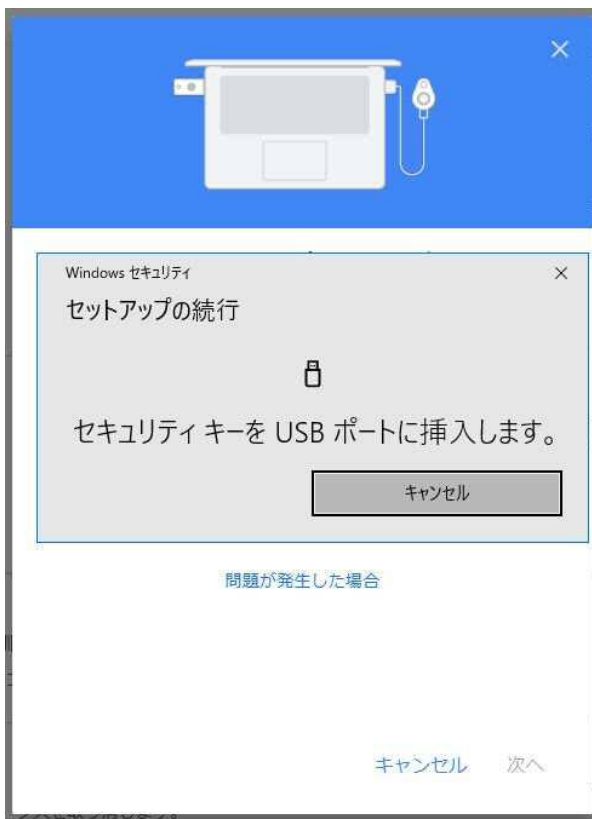 Windows セキュリティ
セットアップの続行
セキュリティ キーを USB ポートに挿入します。
キャンセル
問題が発生した場合
キャンセル 次へ